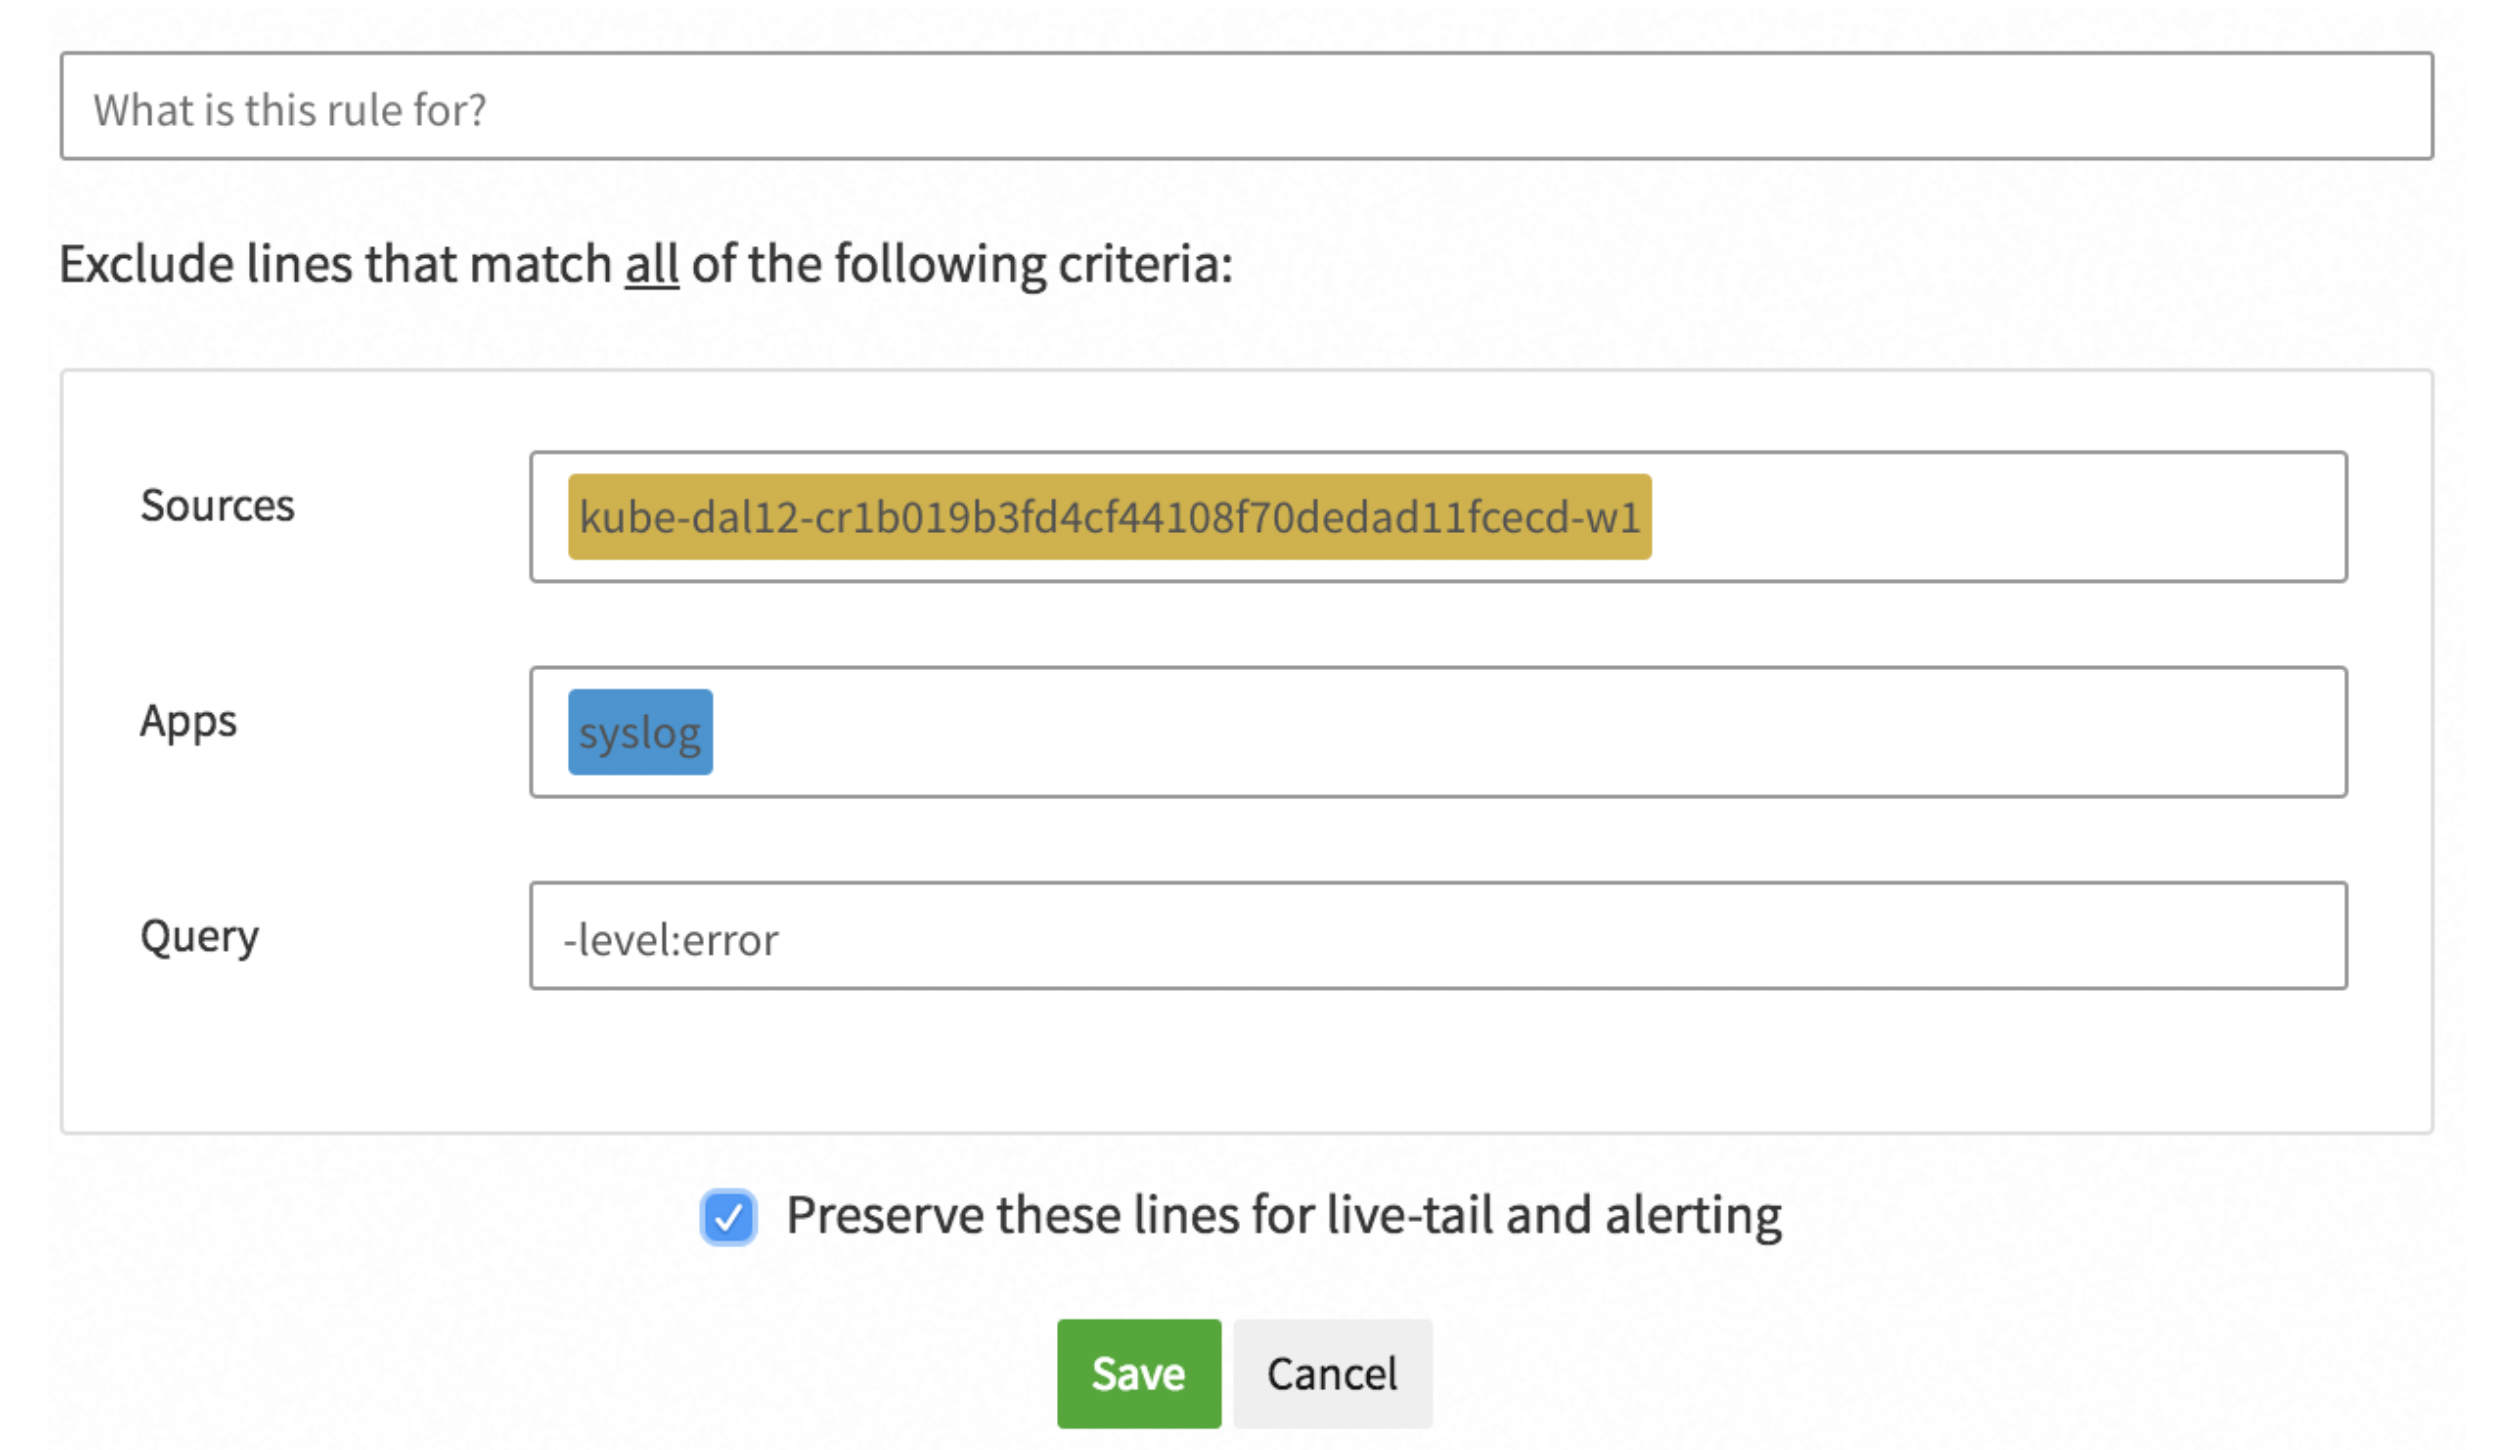 What is this rule for?
Exclude lines that match all of the following criteria:
Sources
kube-dal12-cr1b019b3fd4cf44108f70dedad11fcecd-w1
Apps
syslog
Query
-level:error
Preserve these lines for live-tail and alerting
Save
Cancel